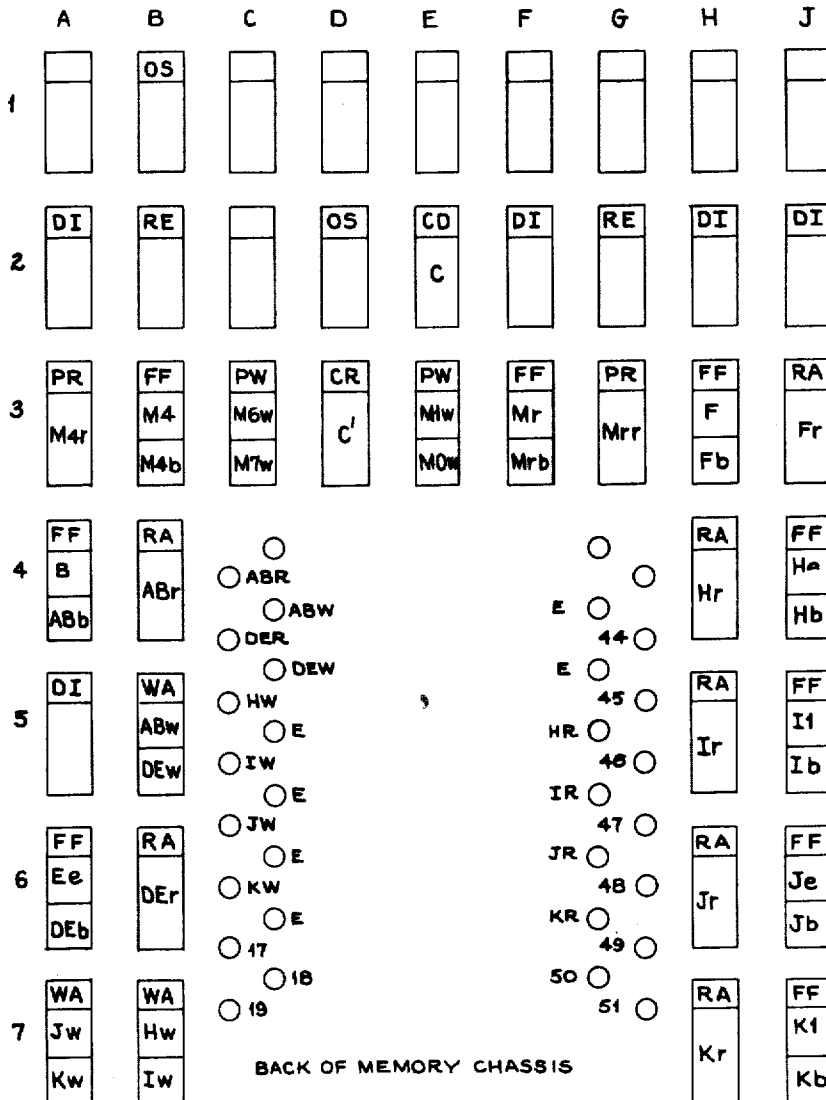 A B C D E F G H J
1
OS
2
DI RE OS CD DI RE DI DI
C
3
PR FF PW CR PW FF PR FF RA
M4r M4 M6w C' M1w Mr Mrr F Fr
M4b M7w M0w Mrb Fb
4
FF RA RA FF
B ABr ABR Hr He
ABb ABW E Hb
DER 44
DEW E
5
DI WA RA FF
ABw HW 45 Ir I1
E HR
DEw IW 46 Ib
E IR
JW 47
6
FF RA RA FF
Ee DEr E JR Jr Je
KW 48
DEb E KR Jb
17 49
18 50
7
WA WA RA FF
19 51
Jw Hw Kr K1
Kw Iw Kb
BACK OF MEMORY CHASSIS